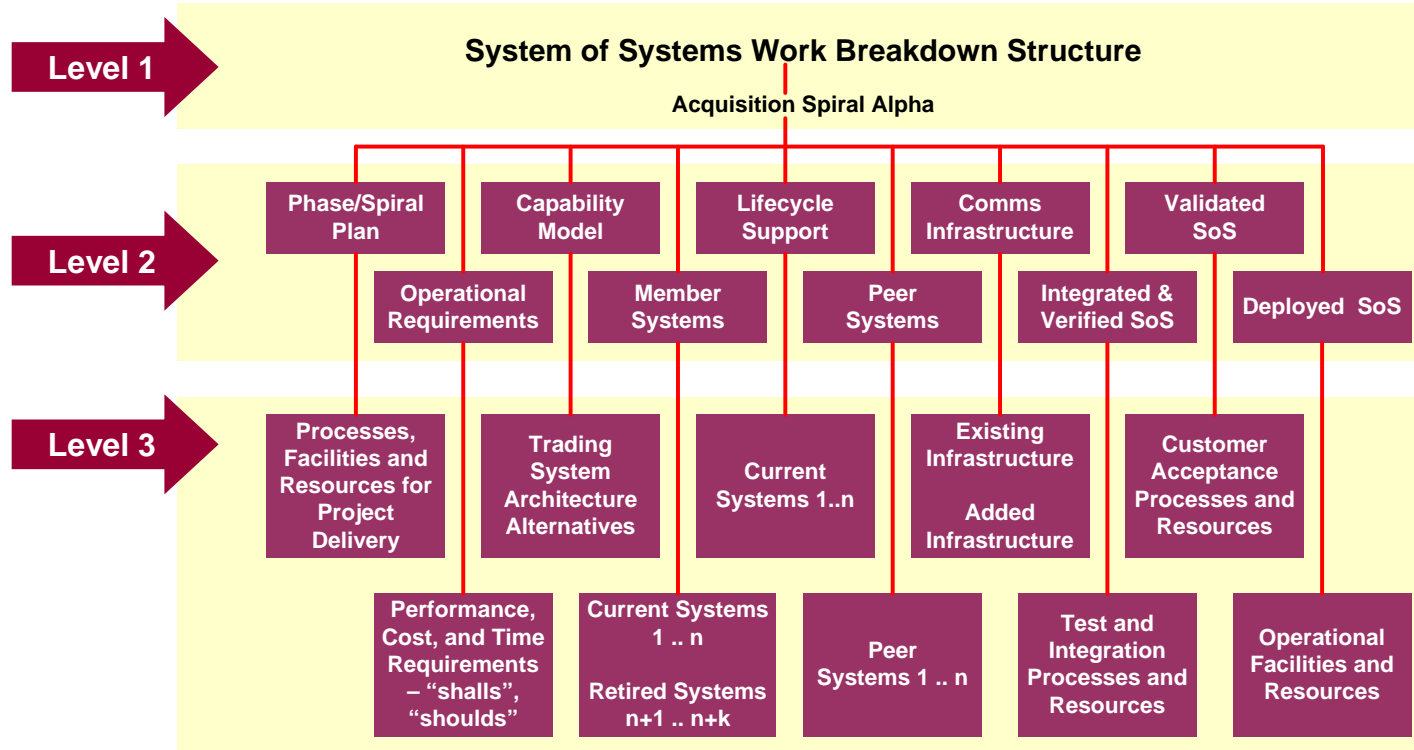 Level 1
System of Systems Work Breakdown Structure
Acquisition Spiral Alpha
Level 2
Phase/Spiral
Plan
Capability
Model
Lifecycle
Support
Comms
Infrastructure
Validated
SoS
Operational
Requirements
Member
Systems
Peer
Systems
Integrated &
Verified SoS
Deployed SoS
Level 3
Processes,
Facilities and
Resources for
Project
Delivery
Trading
System
Architecture
Alternatives
Current
Systems 1..n
Existing
Infrastructure
Added
Infrastructure
Customer
Acceptance
Processes and
Resources
Performance,
Cost, and Time
Requirements
– “shalls”,
“shoulds”
Current Systems
1 .. n
Retired Systems
n+1 .. n+k
Peer
Systems 1 .. n
Test and
Integration
Processes and
Resources
Operational
Facilities and
Resources